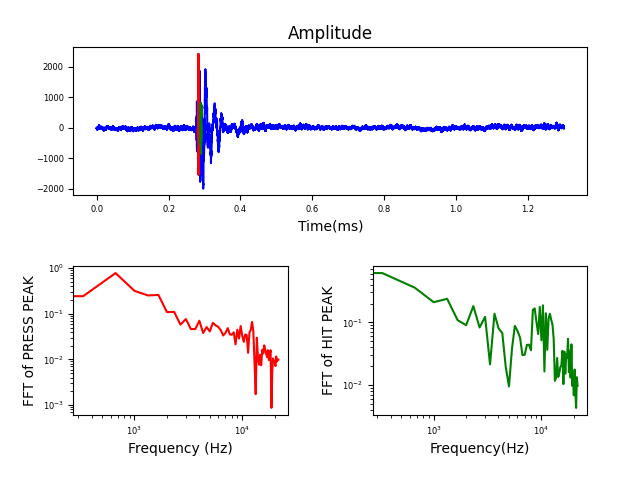 Amplitude
2000
1000
0
−1000
−2000
0.0 0.2 0.4 0.6 0.8 1.0 1.2
Time(ms)
FFT of PRESS PEAK
10⁰
10⁻¹
10⁻²
10⁻³
10³ 10⁴
Frequency (Hz)
FFT of HIT PEAK
10⁻¹
10⁻²
10³ 10⁴
Frequency(Hz)